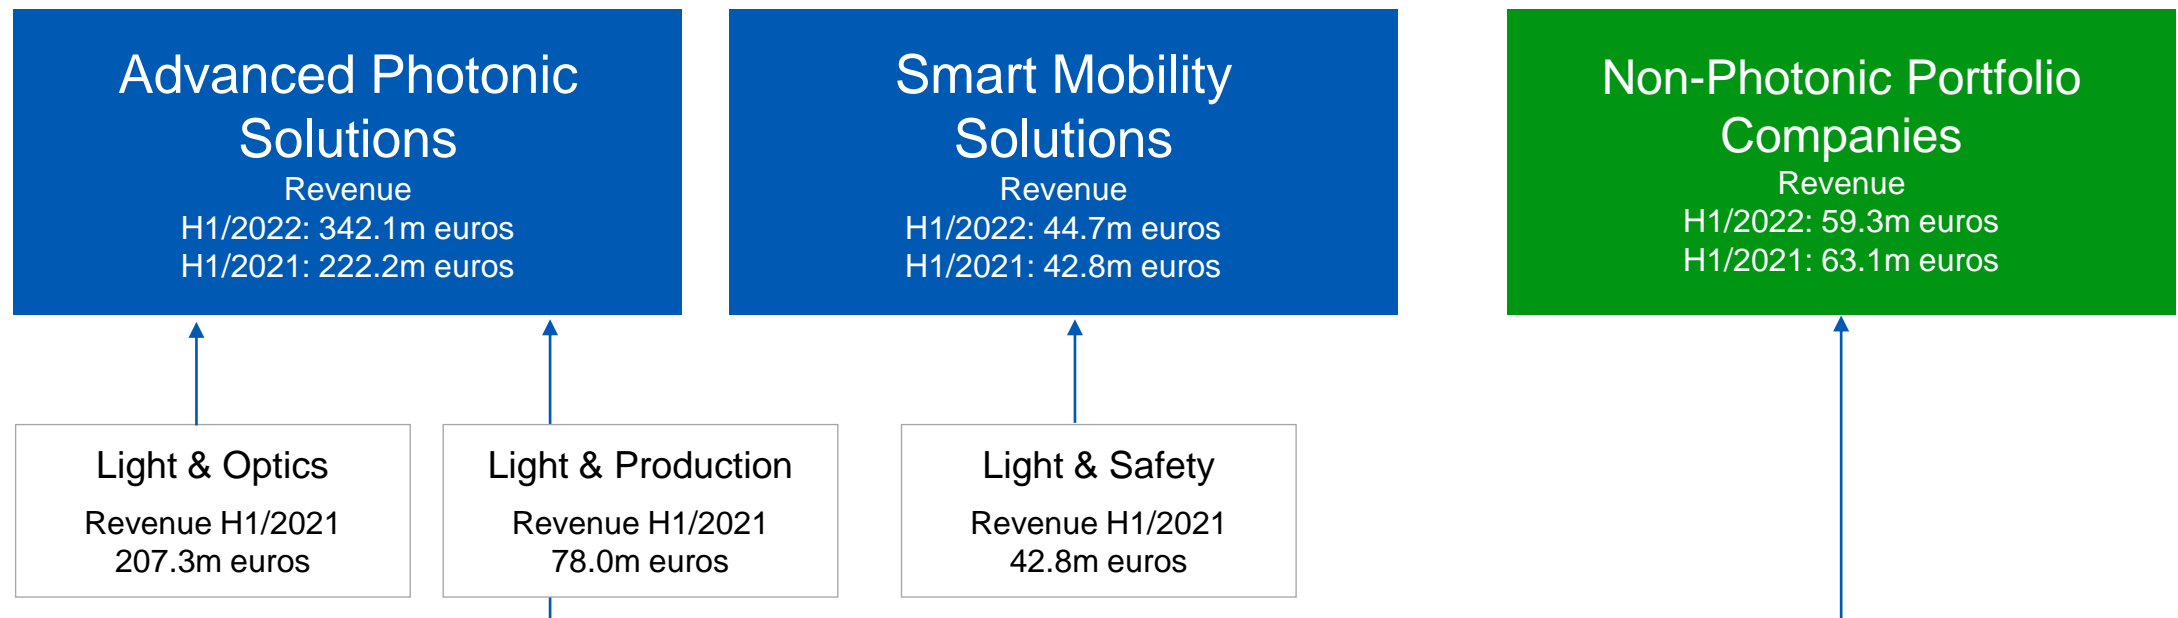 Advanced Photonic
Solutions
Revenue
H1/2022: 342.1m euros
H1/2021: 222.2m euros
Smart Mobility
Solutions
Revenue
H1/2022: 44.7m euros
H1/2021: 42.8m euros
Non-Photonic Portfolio
Companies
Revenue
H1/2022: 59.3m euros
H1/2021: 63.1m euros
Light & Optics
Revenue H1/2021
207.3m euros
Light & Production
Revenue H1/2021
78.0m euros
Light & Safety
Revenue H1/2021
42.8m euros